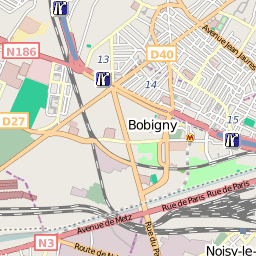 N186
D40
Avenue Jean Jaurès
13
14
D27
Bobigny
15
Rue de Paris
Rue de Paris
Avenue de Metz
N3
Route de
Rue du P
Noisy-le-